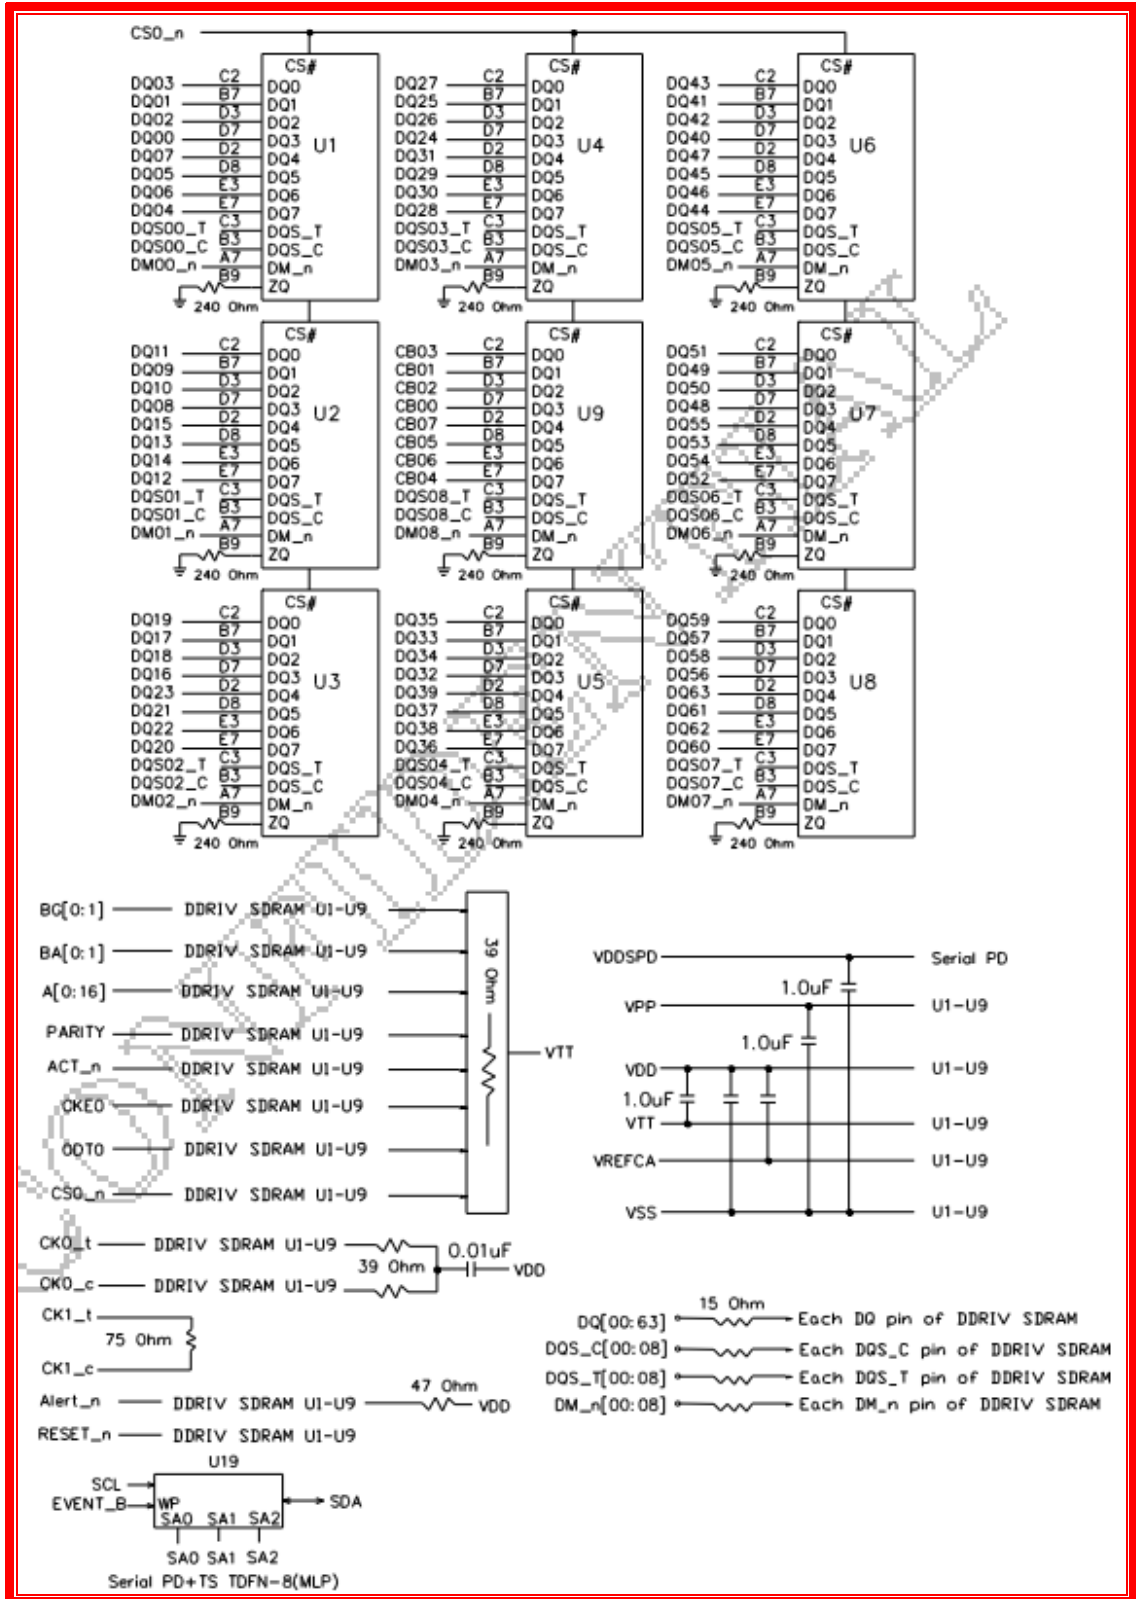 CS0_n
CS# CS# CS#
DQ03 C2 DQ0 DQ27 C2 DQ0 DQ43 C2 DQ0
DQ01 B7 DQ1 DQ25 B7 DQ1 DQ41 B7 DQ1
DQ02 D3 DQ2 DQ26 D3 DQ2 DQ42 D3 DQ2
DQ00 D7 DQ3 U1 DQ24 D7 DQ3 U4 DQ40 D7 DQ3 U6
DQ07 D2 DQ4 DQ31 D2 DQ4 DQ47 D2 DQ4
DQ05 D8 DQ5 DQ29 D8 DQ5 DQ45 D8 DQ5
DQ06 E3 DQ6 DQ30 E3 DQ6 DQ46 E3 DQ6
DQ04 E7 DQ7 DQ28 E7 DQ7 DQ44 E7 DQ7
DQS00_T C3 DQS_T DQS03_T C3 DQS_T DQS05_T C3 DQS_T
DQS00_C B3 DQS_C DQS03_C B3 DQS_C DQS05_C B3 DQS_C
DM00_n A7 DM_n DM03_n A7 DM_n DM05_n A7 DM_n
B9 ZQ B9 ZQ B9 ZQ
240 Ohm 240 Ohm 240 Ohm
CS# CS# CS#
DQ11 C2 DQ0 CB03 C2 DQ0 DQ51 C2 DQ0
DQ09 B7 DQ1 CB01 B7 DQ1 DQ49 B7 DQ1
DQ10 D3 DQ2 CB02 D3 DQ2 DQ50 D3 DQ2
DQ08 D7 DQ3 U2 CB00 D7 DQ3 U9 DQ48 D7 DQ3 U7
DQ15 D2 DQ4 CB07 D2 DQ4 DQ55 D2 DQ4
DQ13 D8 DQ5 CB05 D8 DQ5 DQ53 D8 DQ5
DQ14 E3 DQ6 CB06 E3 DQ6 DQ54 E3 DQ6
DQ12 E7 DQ7 CB04 E7 DQ7 DQ52 E7 DQ7
DQS01_T C3 DQS_T DQS08_T C3 DQS_T DQS06_T C3 DQS_T
DQS01_C B3 DQS_C DQS08_C B3 DQS_C DQS06_C B3 DQS_C
DM01_n A7 DM_n DM08_n A7 DM_n DM06_n A7 DM_n
B9 ZQ B9 ZQ B9 ZQ
240 Ohm 240 Ohm 240 Ohm
CS# CS# CS#
DQ19 C2 DQ0 DQ35 C2 DQ0 DQ59 C2 DQ0
DQ17 B7 DQ1 DQ33 B7 DQ1 DQ57 B7 DQ1
DQ18 D3 DQ2 DQ34 D3 DQ2 DQ58 D3 DQ2
DQ16 D7 DQ3 U3 DQ32 D7 DQ3 U5 DQ56 D7 DQ3 U8
DQ23 D2 DQ4 DQ39 D2 DQ4 DQ63 D2 DQ4
DQ21 D8 DQ5 DQ37 D8 DQ5 DQ61 D8 DQ5
DQ22 E3 DQ6 DQ38 E3 DQ6 DQ62 E3 DQ6
DQ20 E7 DQ7 DQ36 E7 DQ7 DQ60 E7 DQ7
DQS02_T C3 DQS_T DQS04_T C3 DQS_T DQS07_T C3 DQS_T
DQS02_C B3 DQS_C DQS04_C B3 DQS_C DQS07_C B3 DQS_C
DM02_n A7 DM_n DM04_n A7 DM_n DM07_n A7 DM_n
B9 ZQ B9 ZQ B9 ZQ
240 Ohm 240 Ohm 240 Ohm
BG[0:1] DDRIV SDRAM U1-U9
BA[0:1] DDRIV SDRAM U1-U9
A[0:16] DDRIV SDRAM U1-U9
PARITY DDRIV SDRAM U1-U9
ACT_n DDRIV SDRAM U1-U9
CKE0 DDRIV SDRAM U1-U9
ODT0 DDRIV SDRAM U1-U9
CS0_n DDRIV SDRAM U1-U9
39 Ohm
VTT
VDDSPD Serial PD
1.0uF
VPP U1-U9
1.0uF
VDD U1-U9
1.0uF
VTT U1-U9
VREFCA U1-U9
VSS U1-U9
CK0_t DDRIV SDRAM U1-U9
39 Ohm 0.01uF VDD
CK0_c DDRIV SDRAM U1-U9
CK1_t
75 Ohm
CK1_c
Alert_n DDRIV SDRAM U1-U9 47 Ohm VDD
RESET_n DDRIV SDRAM U1-U9
15 Ohm
DQ[00:63] Each DQ pin of DDRIV SDRAM
DQS_C[00:08] Each DQS_C pin of DDRIV SDRAM
DQS_T[00:08] Each DQS_T pin of DDRIV SDRAM
DM_n[00:08] Each DM_n pin of DDRIV SDRAM
U19
SCL
EVENT_B WP SDA
SA0 SA1 SA2
SA0 SA1 SA2
Serial PD+TS TDFN-8(MLP)